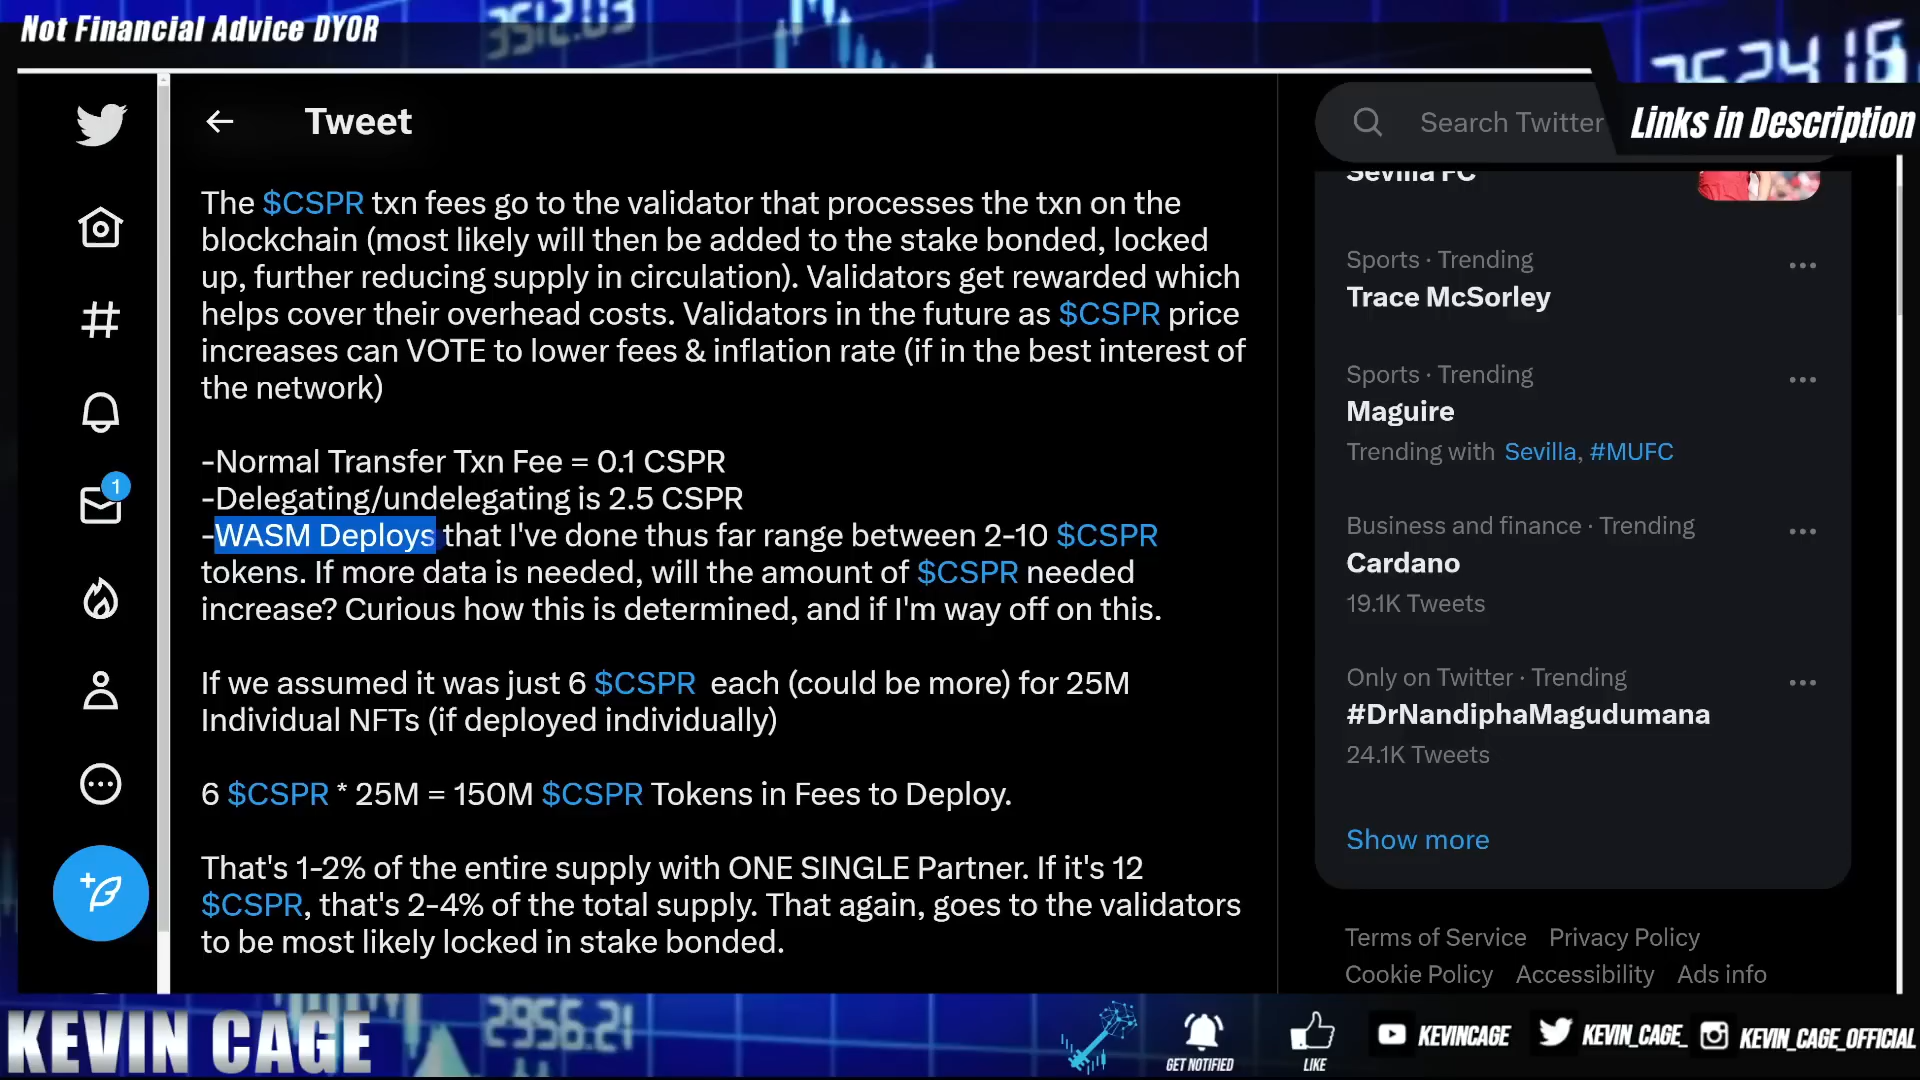 Not Financial Advice DYOR
3512.03
352416
Links in Description
Tweet
Search Twitter
The $CSPR txn fees go to the validator that processes the txn on the
blockchain (most likely will then be added to the stake bonded, locked
up, further reducing supply in circulation). Validators get rewarded which
helps cover their overhead costs. Validators in the future as $CSPR price
increases can VOTE to lower fees & inflation rate (if in the best interest of
the network)
-Normal Transfer Txn Fee = 0.1 CSPR
-Delegating/undelegating is 2.5 CSPR
-WASM Deploys that I've done thus far range between 2-10 $CSPR
tokens. If more data is needed, will the amount of $CSPR needed
increase? Curious how this is determined, and if I'm way off on this.
If we assumed it was just 6 $CSPR each (could be more) for 25M
Individual NFTs (if deployed individually)
6 $CSPR * 25M = 150M $CSPR Tokens in Fees to Deploy.
That's 1-2% of the entire supply with ONE SINGLE Partner. If it's 12
$CSPR, that's 2-4% of the total supply. That again, goes to the validators
to be most likely locked in stake bonded.
1
Sevilla FC
Sports · Trending
Trace McSorley
Sports · Trending
Maguire
Trending with Sevilla, #MUFC
Business and finance · Trending
Cardano
19.1K Tweets
Only on Twitter · Trending
#DrNandiphaMagudumana
24.1K Tweets
Show more
Terms of Service Privacy Policy
Cookie Policy Accessibility Ads info
KEVIN CAGE
2956.21
GET NOTIFIED
LIKE
KEVINCAGE
KEVIN_CAGE_
KEVIN_CAGE_OFFICIAL